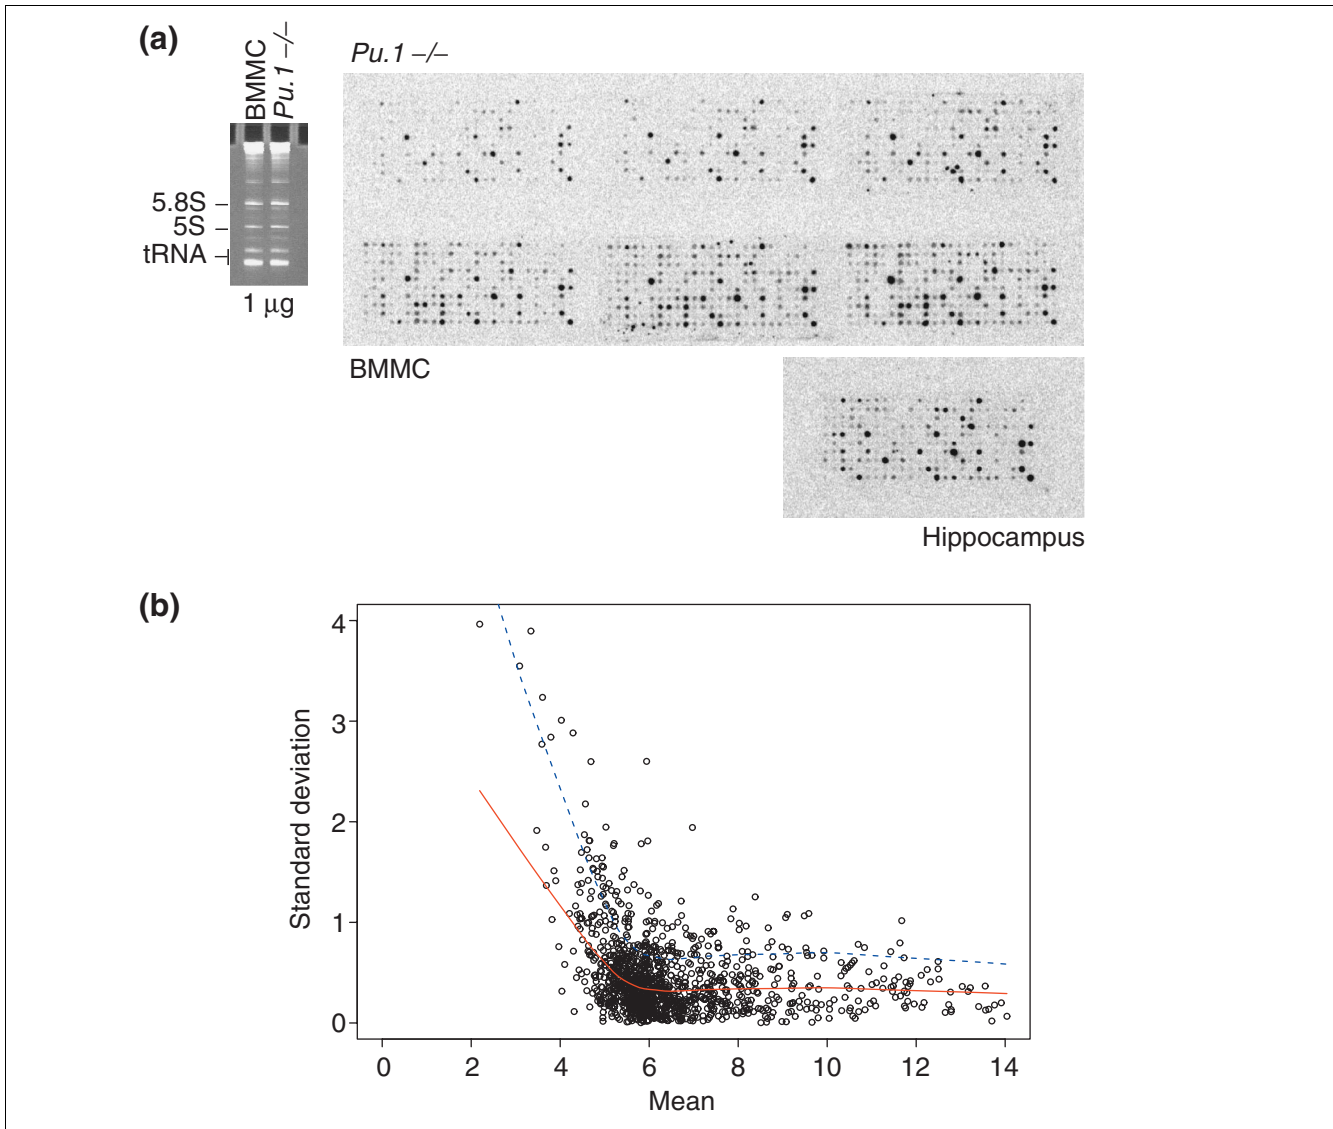 (a)
BMMC
Pu.1 –/–
5.8S
5S
tRNA
1 μg
Pu.1 –/–
BMMC
Hippocampus
(b)
Standard deviation
4
3
2
1
0
0 2 4 6 8 10 12 14
Mean